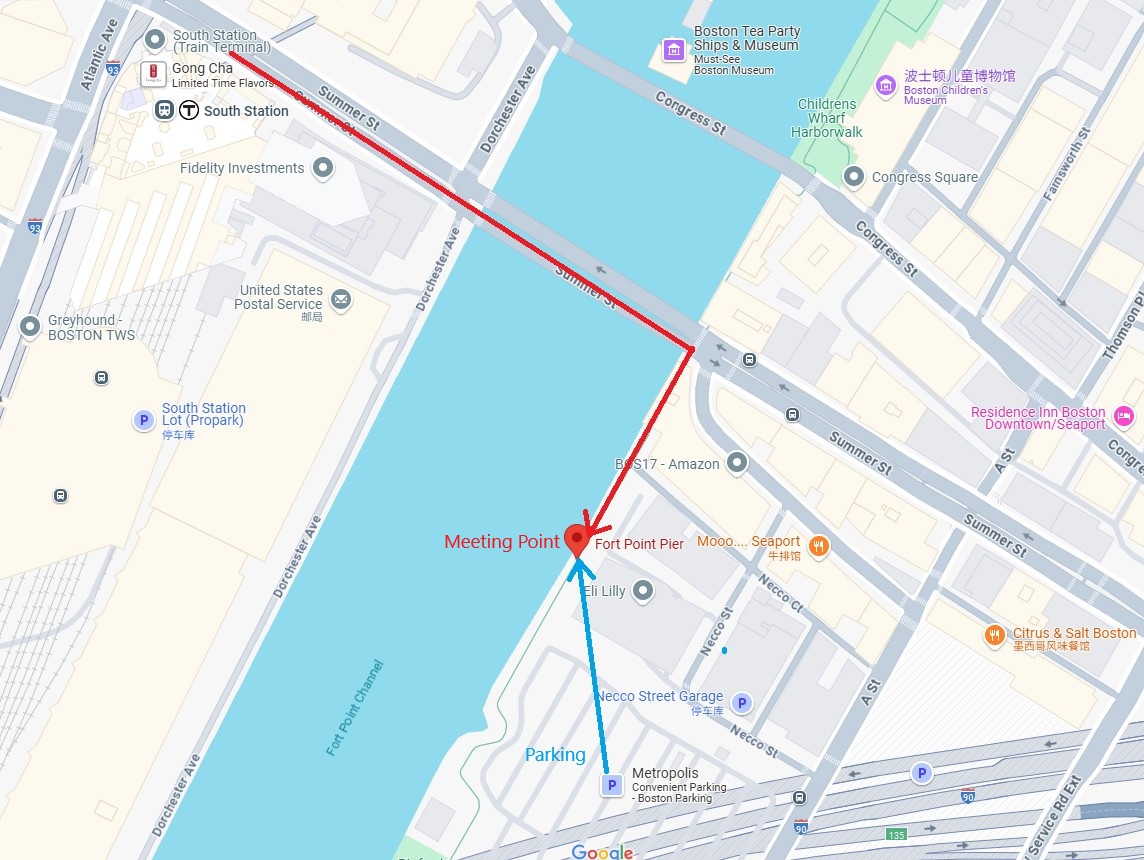 South Station
(Train Terminal)
Atlantic Ave
93
Gong Cha
Limited Time Flavors
T
South Station
Summer St
Summer St
Dorchester Ave
Boston Tea Party
Ships & Museum
Must-See
Boston Museum
波士顿儿童博物馆
Boston Children's
Museum
Congress St
Childrens
Wharf
Harborwalk
Fidelity Investments
Congress Square
Farnsworth St
93
Congress St
Dorchester Ave
United States
Postal Service
邮局
Summer St
Greyhound -
BOSTON TWS
Thomson Pl
P
South Station
Lot (Propark)
停车库
Residence Inn Boston
Downtown/Seaport
Summer St
A St
Congress
BOS17 - Amazon
Summer St
Meeting Point
Fort Point Pier
Mooo.... Seaport
牛排馆
Dorchester Ave
Eli Lilly
Necco Ct
Necco St
Citrus & Salt Boston
墨西哥风味餐馆
A St
Fort Point Channel
Necco Street Garage
停车库
P
Necco St
Parking
P
Metropolis
Convenient Parking
- Boston Parking
P
Dorchester Ave
90
90
135
Service Rd Ext
Google